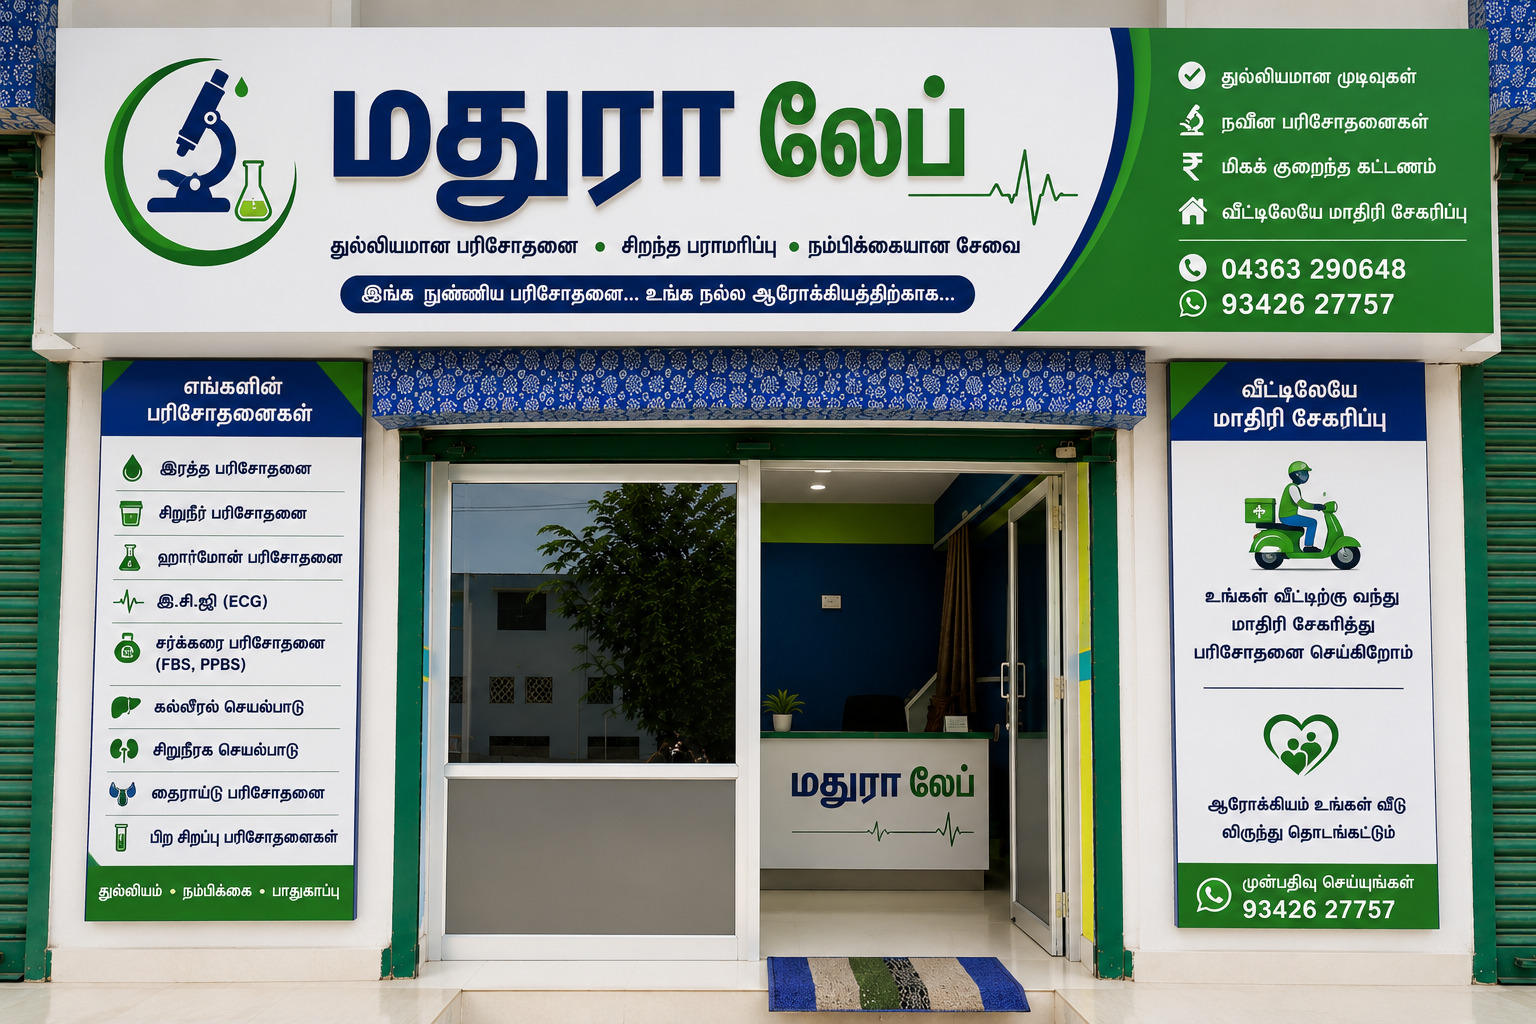 மதுரா லேப்
துல்லியமான பரிசோதனை • சிறந்த பராமரிப்பு • நம்பிக்கையான சேவை
இங்க நுண்ணிய பரிசோதனை... உங்க நல்ல ஆரோக்கியத்திற்காக...
துல்லியமான முடிவுகள்
நவீன பரிசோதனைகள்
₹ மிகக் குறைந்த கட்டணம்
வீட்டிலேயே மாதிரி சேகரிப்பு
04363 290648
93426 27757
எங்களின்
பரிசோதனைகள்
இரத்த பரிசோதனை
சிறுநீர் பரிசோதனை
ஹார்மோன் பரிசோதனை
இ.சி.ஜி (ECG)
சர்க்கரை பரிசோதனை
(FBS, PPBS)
கல்லீரல் செயல்பாடு
சிறுநீரக செயல்பாடு
தைராய்டு பரிசோதனை
பிற சிறப்பு பரிசோதனைகள்
துல்லியம் • நம்பிக்கை • பாதுகாப்பு
மதுரா லேப்
வீட்டிலேயே
மாதிரி சேகரிப்பு
உங்கள் வீட்டிற்கு வந்து
மாதிரி சேகரித்து
பரிசோதனை செய்கிறோம்
ஆரோக்கியம் உங்கள் வீடு
லிருந்து தொடங்கட்டும்
முன்பதிவு செய்யுங்கள்
93426 27757